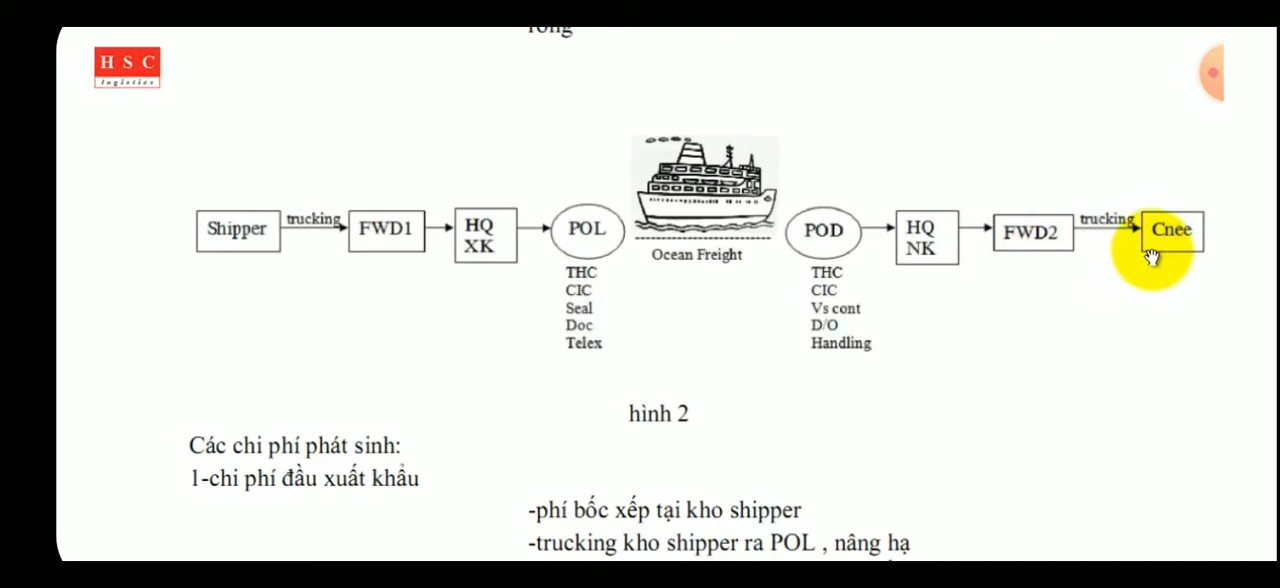 rồng
H S C
logistics
Shipper
trucking
FWD1
HQ
XK
POL
Ocean Freight
POD
HQ
NK
FWD2
trucking
Cnee
THC
CIC
Seal
Doc
Telex
THC
CIC
Vs cont
D/O
Handling
hình 2
Các chi phí phát sinh:
1-chi phí đầu xuất khẩu
-phí bốc xếp tại kho shipper
-trucking kho shipper ra POL , nâng hạ